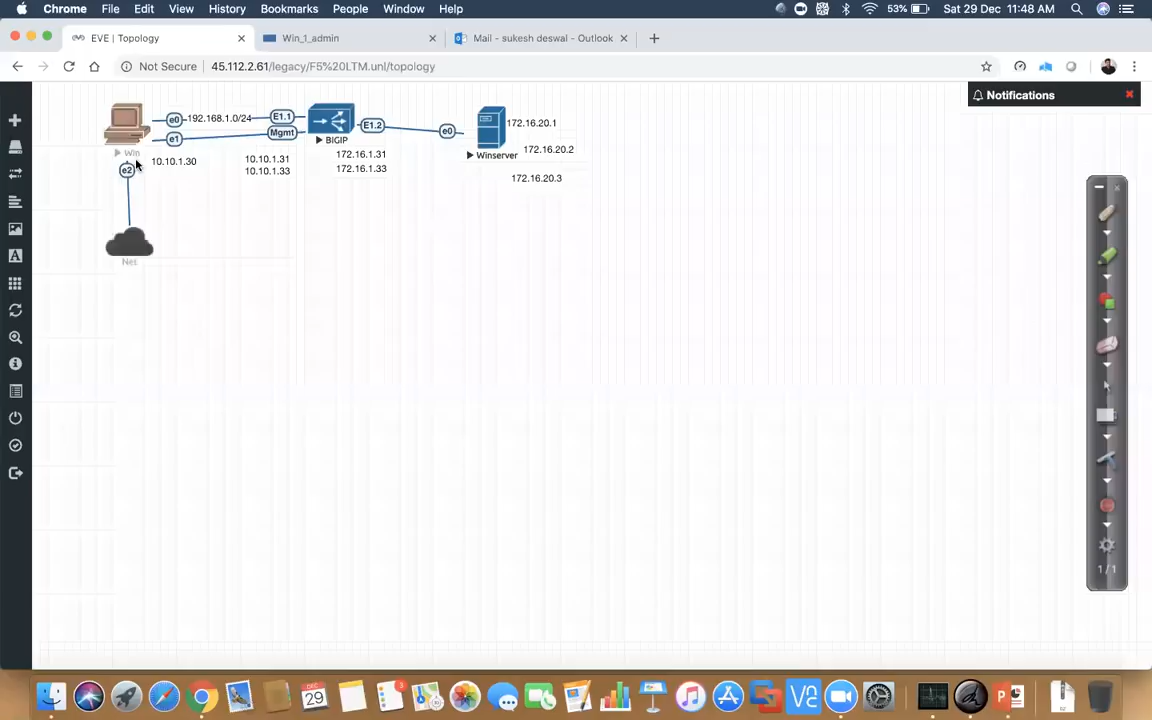 Chrome File Edit View History Bookmarks People Window Help 53% Sat 29 Dec 11:48 AM
EVE | Topology Win_1_admin Mail - sukesh deswal - Outlook
Not Secure 45.112.2.61/legacy/F5%20LTM.unl/topology
Notifications
e0 192.168.1.0/24 E1.1
e1 Mgmt
BIGIP
E1.2
e0
172.16.20.1
Win
10.10.1.30
10.10.1.31
10.10.1.33
172.16.1.31
172.16.1.33
Winserver
172.16.20.2
172.16.20.3
e2
Net
1 / 1
DEC
29
3